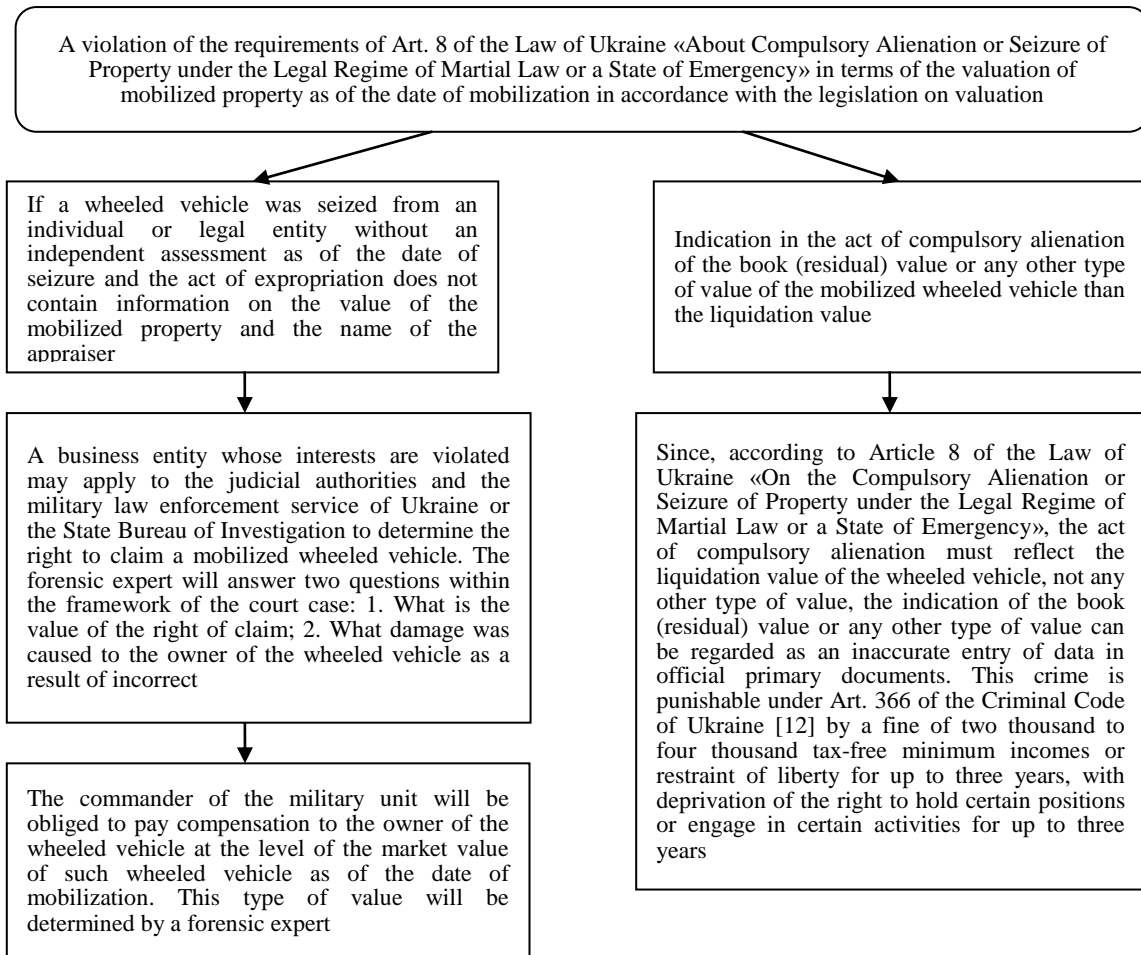 A violation of the requirements of Art. 8 of the Law of Ukraine «About Compulsory Alienation or Seizure of
Property under the Legal Regime of Martial Law or a State of Emergency» in terms of the valuation of
mobilized property as of the date of mobilization in accordance with the legislation on valuation
If a wheeled vehicle was seized from an
individual or legal entity without an
independent assessment as of the date of
seizure and the act of expropriation does not
contain information on the value of the
mobilized property and the name of the
appraiser
Indication in the act of compulsory alienation
of the book (residual) value or any other type
of value of the mobilized wheeled vehicle than
the liquidation value
A business entity whose interests are violated
may apply to the judicial authorities and the
military law enforcement service of Ukraine or
the State Bureau of Investigation to determine the
right to claim a mobilized wheeled vehicle. The
forensic expert will answer two questions within
the framework of the court case: 1. What is the
value of the right of claim; 2. What damage was
caused to the owner of the wheeled vehicle as a
result of incorrect
Since, according to Article 8 of the Law of
Ukraine «On the Compulsory Alienation or
Seizure of Property under the Legal Regime of
Martial Law or a State of Emergency», the act
of compulsory alienation must reflect the
liquidation value of the wheeled vehicle, not any
other type of value, the indication of the book
(residual) value or any other type of value can
be regarded as an inaccurate entry of data in
official primary documents. This crime is
punishable under Art. 366 of the Criminal Code
of Ukraine [12] by a fine of two thousand to
four thousand tax-free minimum incomes or
restraint of liberty for up to three years, with
deprivation of the right to hold certain positions
or engage in certain activities for up to three
years
The commander of the military unit will be
obliged to pay compensation to the owner of the
wheeled vehicle at the level of the market value
of such wheeled vehicle as of the date of
mobilization. This type of value will be
determined by a forensic expert